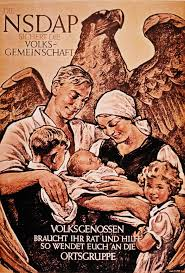 DIE
NSDAP
SICHERT DIE
VOLKS-
GEMEINSCHAFT
VOLKSGENOSSEN
BRAUCHT IHR RAT UND HILFE
SO WENDET EUCH AN DIE
ORTSGRUPPE